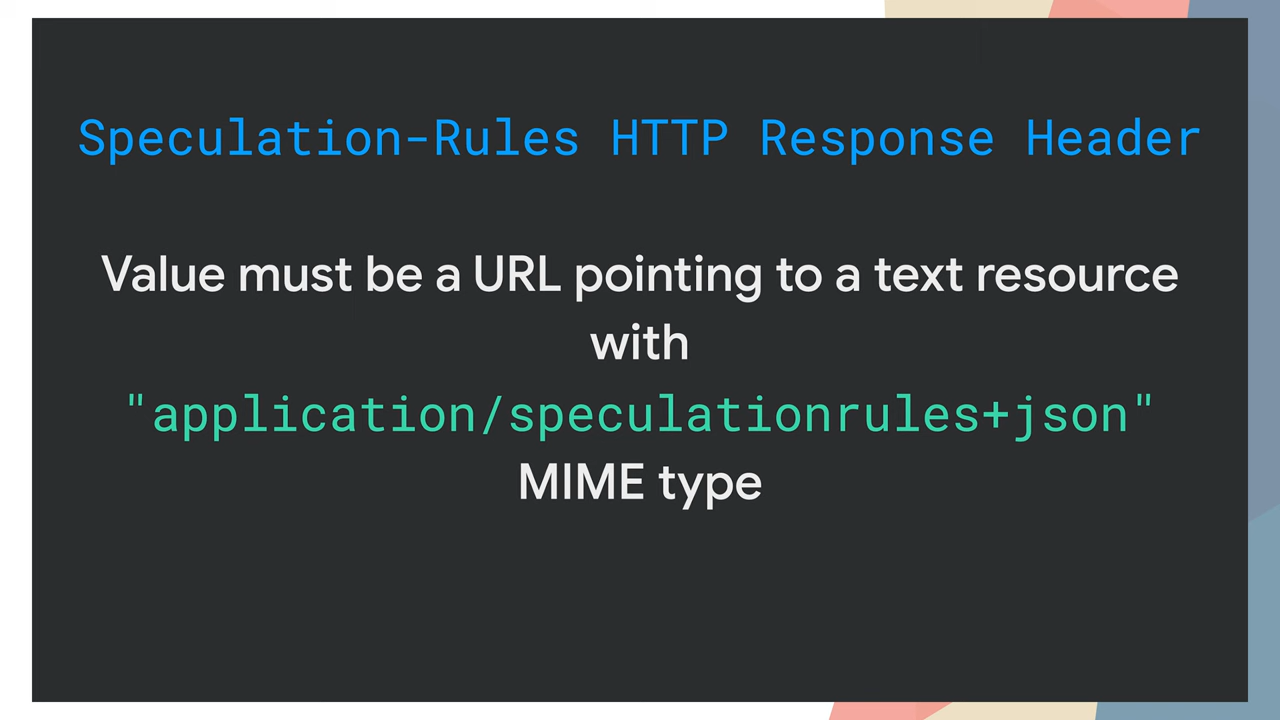 Speculation-Rules HTTP Response Header
Value must be a URL pointing to a text resource
with
"application/speculationrules+json"
MIME type